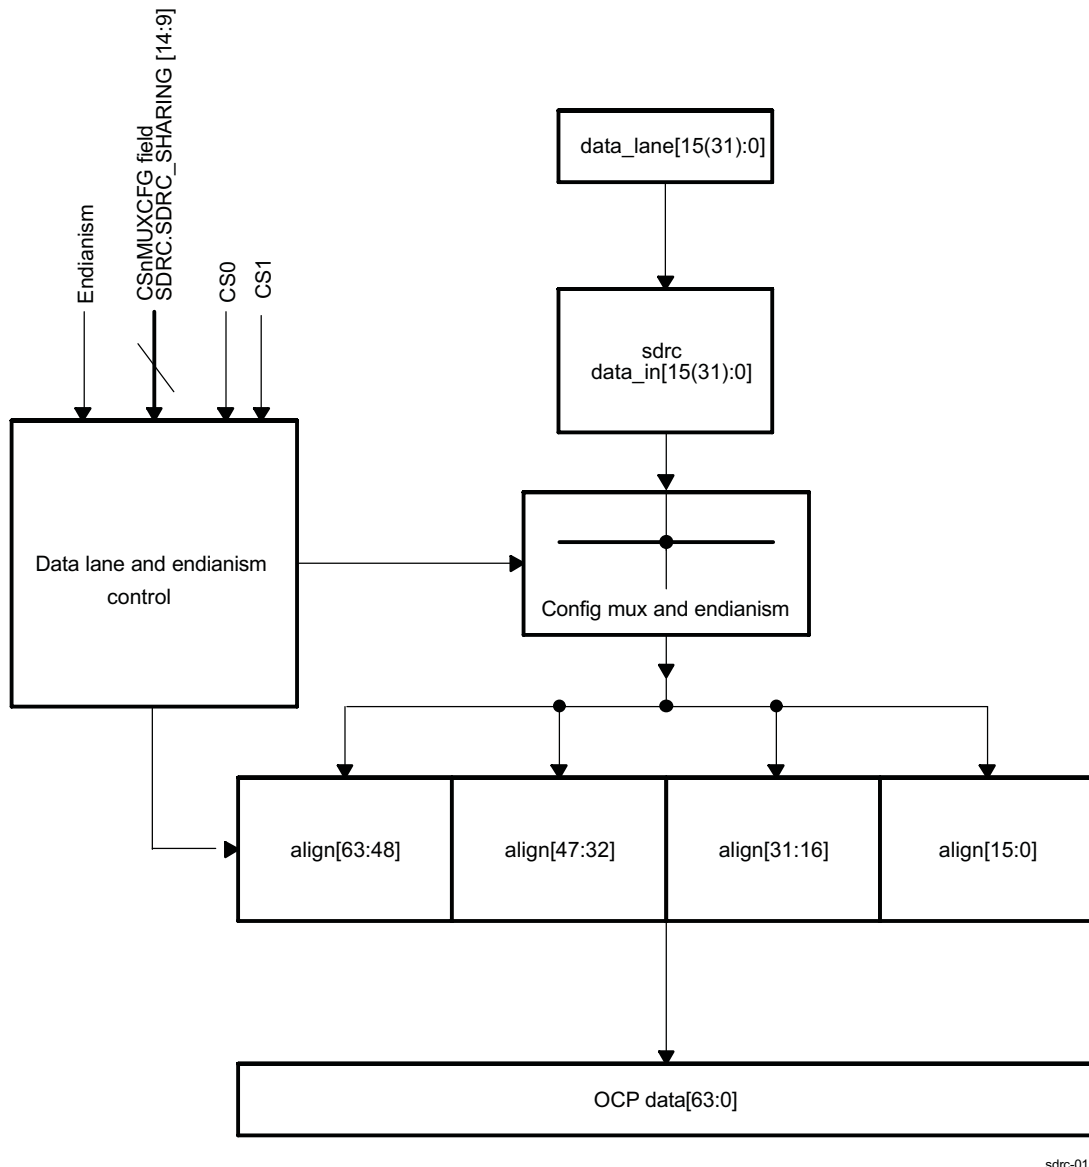 Endianism
CSnMUXCFG field
SDRC.SDRC_SHARING [14:9]
CS0
CS1
data_lane[15(31):0]
sdrc
data_in[15(31):0]
Data lane and endianism
control
Config mux and endianism
align[63:48]
align[47:32]
align[31:16]
align[15:0]
OCP data[63:0]
sdrc-01